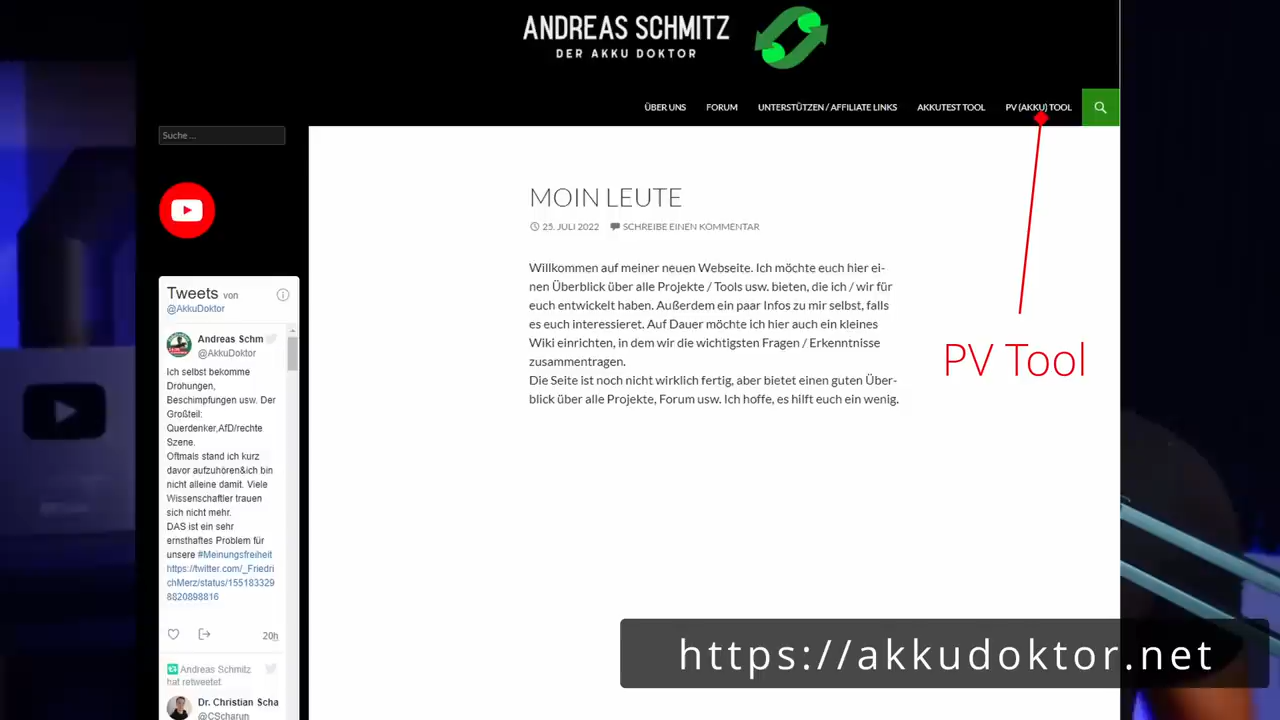 ANDREAS SCHMITZ
DER AKKU DOKTOR
ÜBER UNS
FORUM
UNTERSTÜTZEN / AFFILIATE LINKS
AKKUTEST TOOL
PV (AKKU) TOOL
Suche ...
MOIN LEUTE
25. JULI 2022
SCHREIBE EINEN KOMMENTAR
Willkommen auf meiner neuen Webseite. Ich möchte euch hier ei-
nen Überblick über alle Projekte / Tools usw. bieten, die ich / wir für
euch entwickelt haben. Außerdem ein paar Infos zu mir selbst, falls
es euch interessieret. Auf Dauer möchte ich hier auch ein kleines
Wiki einrichten, in dem wir die wichtigsten Fragen / Erkenntnisse
zusammentragen.
Die Seite ist noch nicht wirklich fertig, aber bietet einen guten Über-
blick über alle Projekte, Forum usw. Ich hoffe, es hilft euch ein wenig.
PV Tool
Tweets von
@AkkuDoktor
Andreas Schm
@AkkuDoktor
Ich selbst bekomme
Drohungen,
Beschimpfungen usw. Der
Großteil:
Querdenker,AfD/rechte
Szene.
Oftmals stand ich kurz
davor aufzuhören&ich bin
nicht alleine damit. Viele
Wissenschaftler trauen
sich nicht mehr.
DAS ist ein sehr
ernsthaftes Problem für
unsere #Meinungsfreiheit
https://twitter.com/_Friedri
chMerz/status/155183329
8820898816
20h
Andreas Schmitz
hat retweetet
Dr. Christian Scha
@CScharun
https://akkudoktor.net